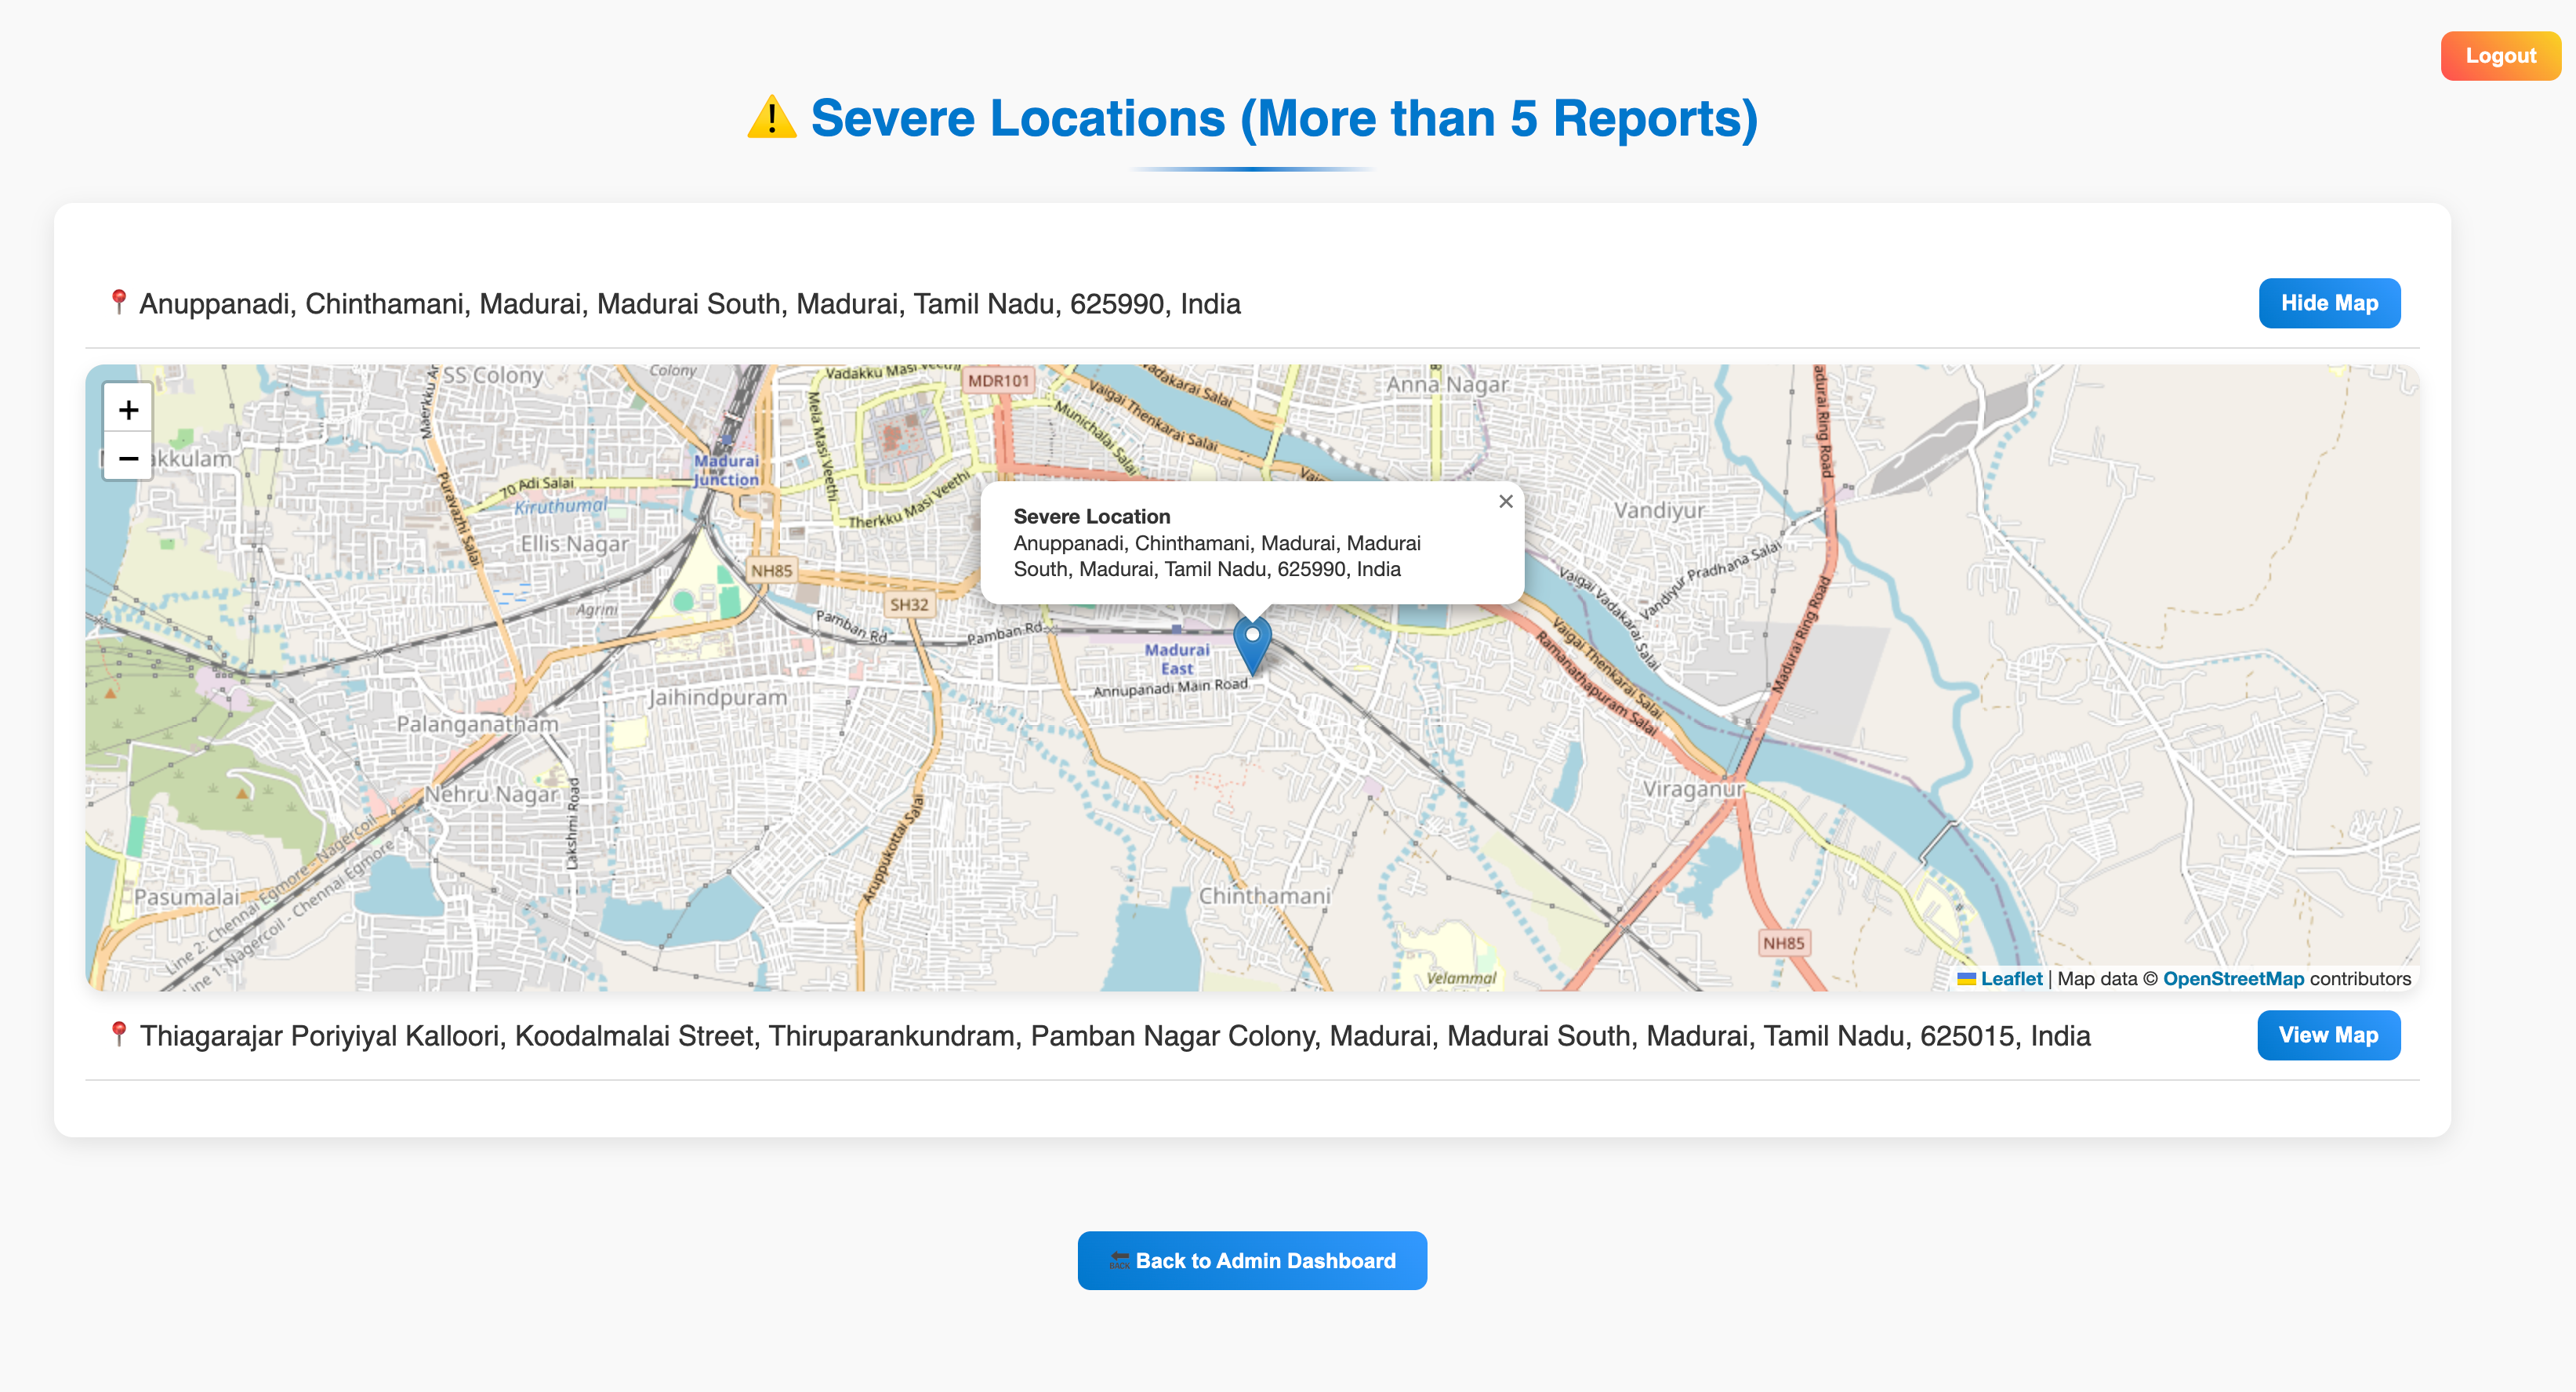 Logout
⚠️ Severe Locations (More than 5 Reports)
📍 Anuppanadi, Chinthamani, Madurai, Madurai South, Madurai, Tamil Nadu, 625990, India
Hide Map
+
−
SS Colony
Colony
Vadakku Masi
MDR101
Vaigai Thenkarai Salai
Vadakarai Salai
Munichalai Salai
Anna Nagar
Madurai Ring Road
Mela Masi Veethi
Madurai
Junction
70 Adi Salai
Kiruthumal
Puravazhi Salai
Therkku Masi Veethi
Ellis Nagar
Vandiyur
Vandiyur Pradhana Salai
Severe Location
Anuppanadi, Chinthamani, Madurai, Madurai
South, Madurai, Tamil Nadu, 625990, India
×
NH85
SH32
Agrini
Pamban Rd
Pamban Rd
Madurai
East
Annupanadi Main Road
Vaigai Vadakarai Salai
Vaigai Thenkarai Salai
Ramanathapuram Salai
Madurai Ring Road
Jaihindpuram
Palanganatham
Nehru Nagar
Lakshmi Road
Aruppukottai Salai
Viraganur
Pasumalai
Line 2: Chennai Egmore - Nagercoil
Line 1: Nagercoil - Chennai Egmore
Chinthamani
NH85
Velammal
Leaflet | Map data © OpenStreetMap contributors
📍 Thiagarajar Poriyiyal Kalloori, Koodalmalai Street, Thiruparankundram, Pamban Nagar Colony, Madurai, Madurai South, Madurai, Tamil Nadu, 625015, India
View Map
🔙 Back to Admin Dashboard